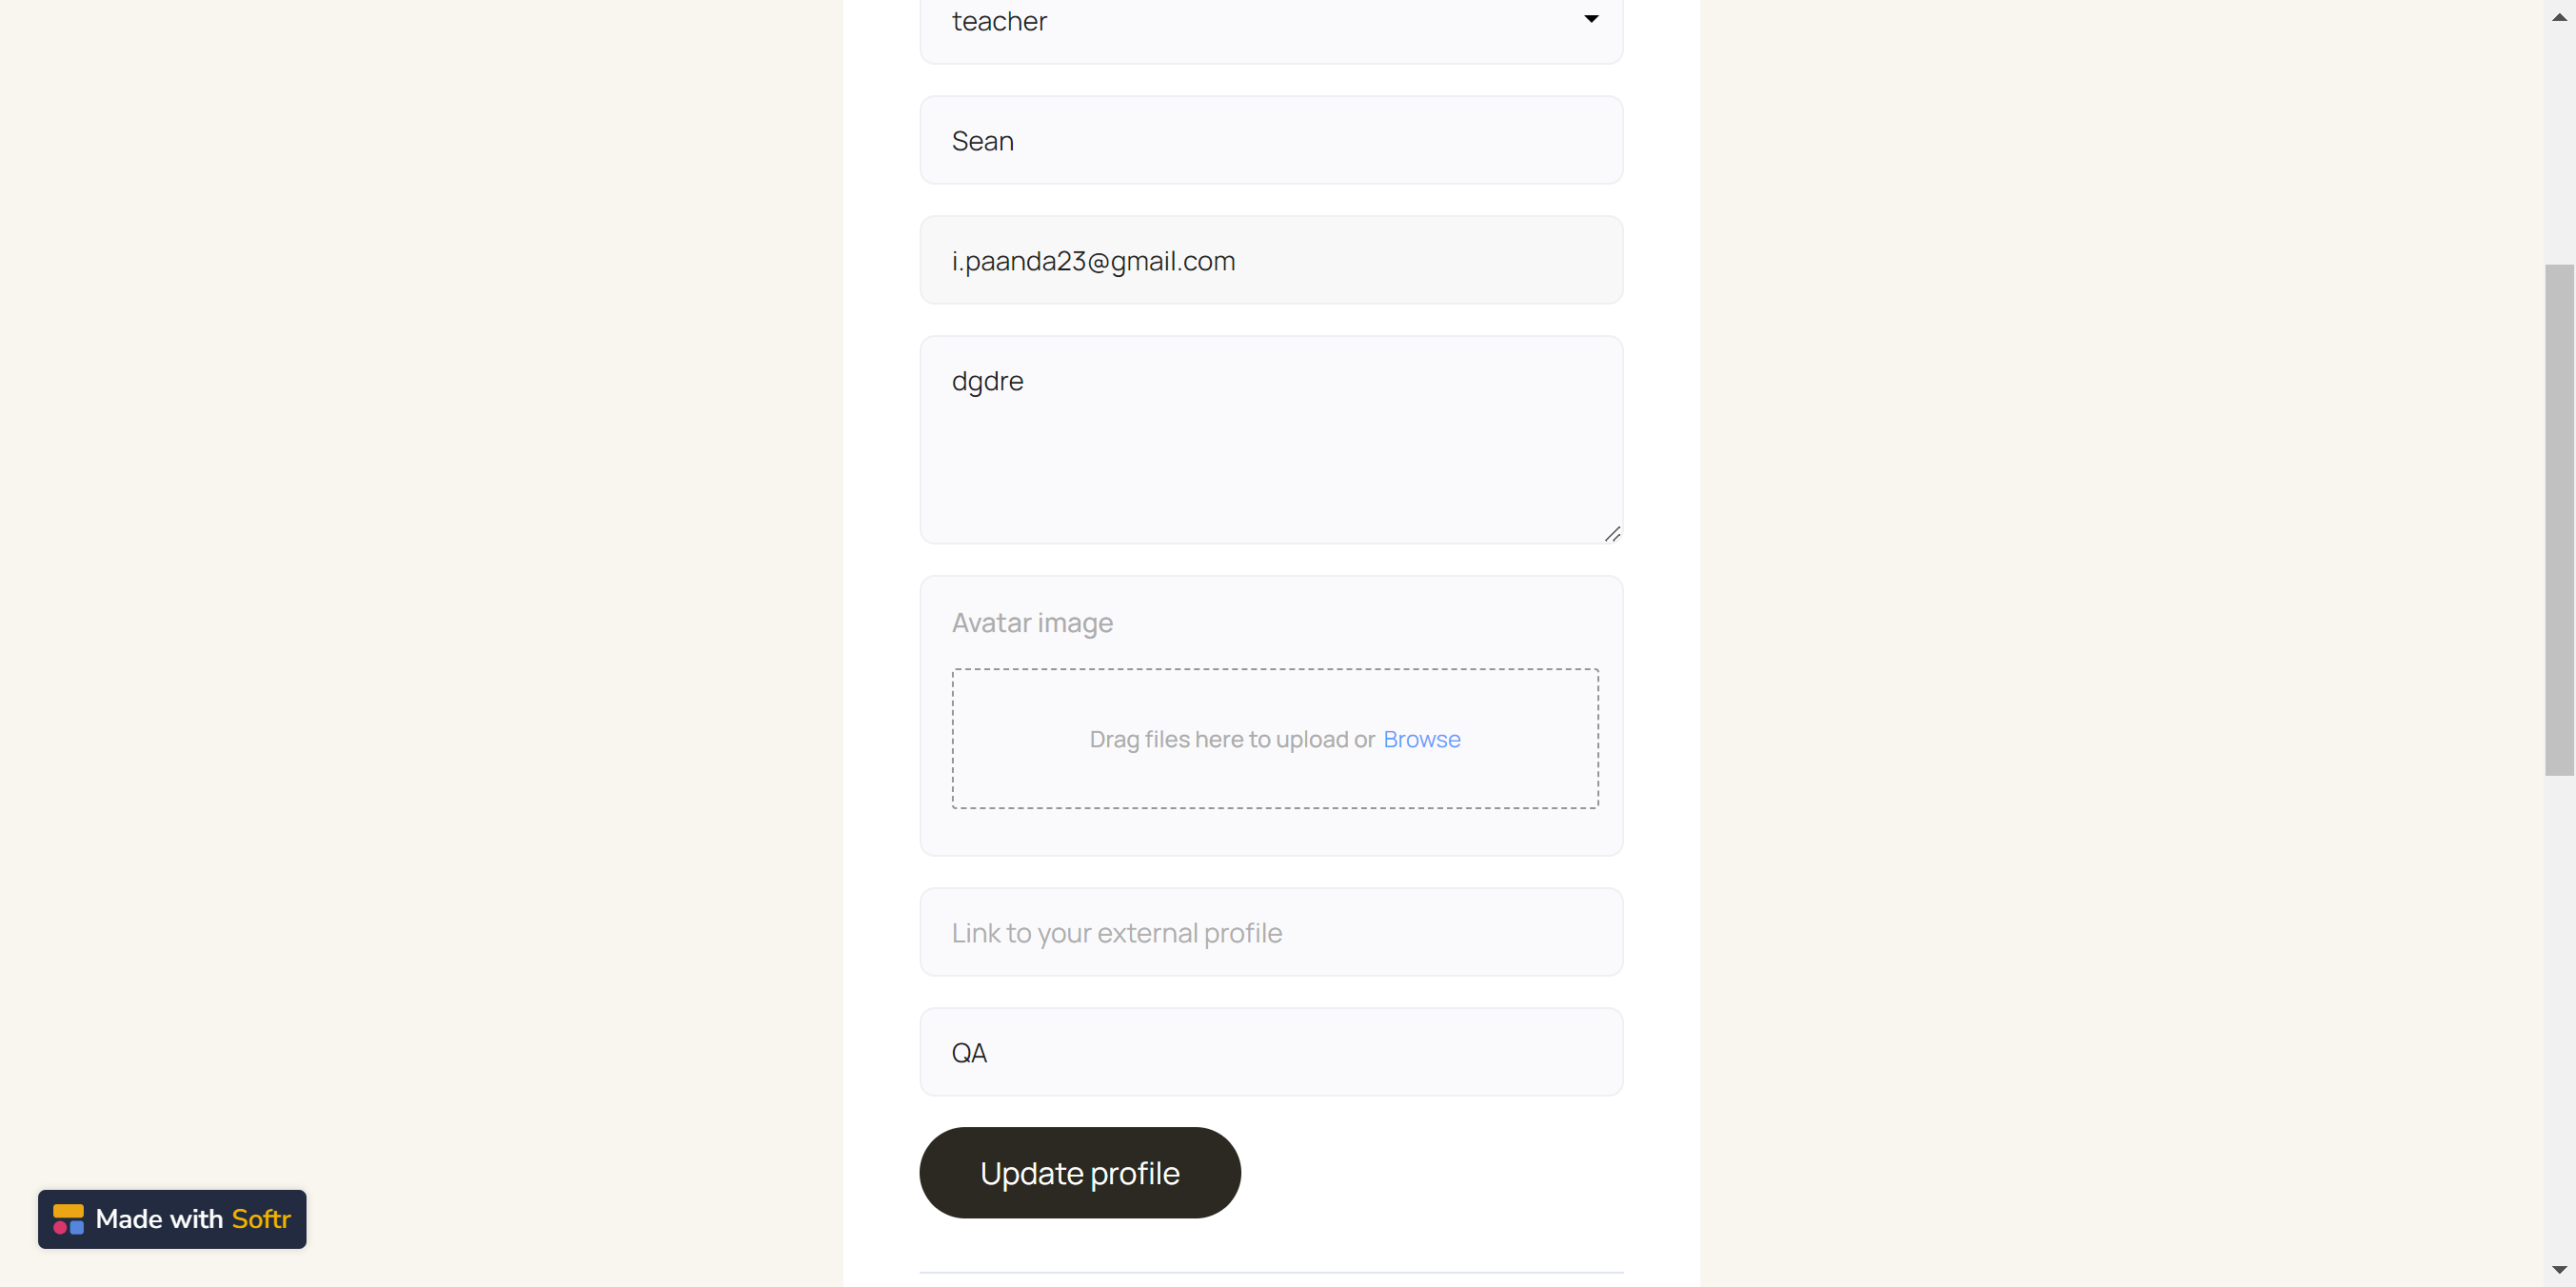 teacher
Sean
i.paanda23@gmail.com
dgdre
Avatar image
Drag files here to upload or Browse
Link to your external profile
QA
Update profile
Made with Softr